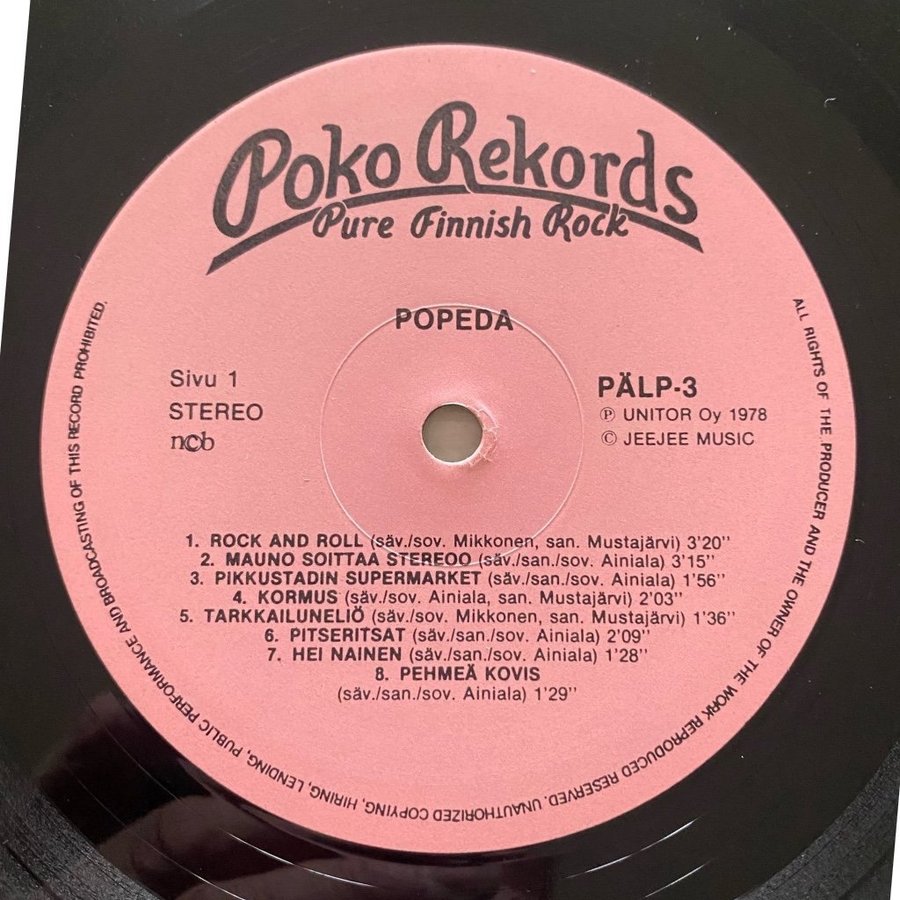 Poko Rekords
Pure Finnish Rock
POPEDA
Sivu 1
STEREO
ncb
PÄLP-3
Ⓟ UNITOR Oy 1978
© JEEJEE MUSIC
1. ROCK AND ROLL (säv./sov. Mikkonen, san. Mustajärvi) 3'20''
2. MAUNO SOITTAA STEREOO (säv./san./sov. Ainiala) 3'15''
3. PIKKUSTADIN SUPERMARKET (säv./san./sov. Ainiala) 1'56''
4. KORMUS (säv./sov. Ainiala, san. Mustajärvi) 2'03''
5. TARKKAILUNELIÖ (säv./sov. Mikkonen, san. Mustajärvi) 1'36''
6. PITSERITSAT (säv./san./sov. Ainiala) 2'09''
7. HEI NAINEN (säv./san./sov. Ainiala) 1'28''
8. PEHMEÄ KOVIS
(säv./san./sov. Ainiala) 1'29''
ALL RIGHTS OF THE PRODUCER AND THE OWNER OF THE WORK REPRODUCED RESERVED. UNAUTHORIZED COPYING, HIRING, LENDING, PUBLIC PERFORMANCE AND BROADCASTING OF THIS RECORD PROHIBITED.